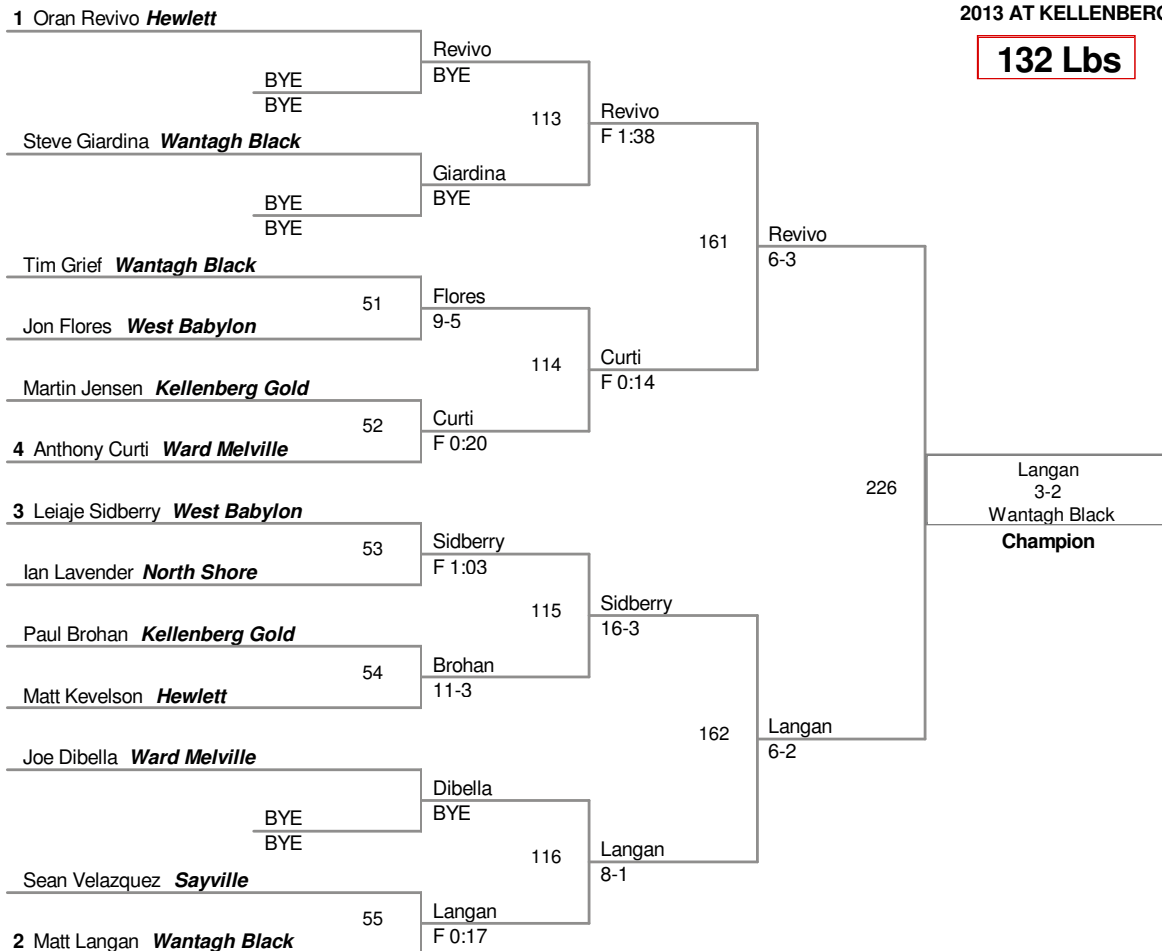 2013 AT KELLENBERG
132 Lbs
1 Oran Revivo Hewlett
Revivo
BYE
BYE
BYE
113
Revivo
F 1:38
Steve Giardina Wantagh Black
Giardina
BYE
BYE
BYE
161
Revivo
6-3
Tim Grief Wantagh Black
51
Flores
9-5
Jon Flores West Babylon
114
Curti
F 0:14
Martin Jensen Kellenberg Gold
52
Curti
F 0:20
4 Anthony Curti Ward Melville
226
Langan
3-2
Wantagh Black
Champion
3 Leiaje Sidberry West Babylon
53
Sidberry
F 1:03
Ian Lavender North Shore
115
Sidberry
16-3
Paul Brohan Kellenberg Gold
54
Brohan
11-3
Matt Kevelson Hewlett
162
Langan
6-2
Joe Dibella Ward Melville
Dibella
BYE
BYE
BYE
116
Langan
8-1
Sean Velazquez Sayville
55
Langan
F 0:17
2 Matt Langan Wantagh Black